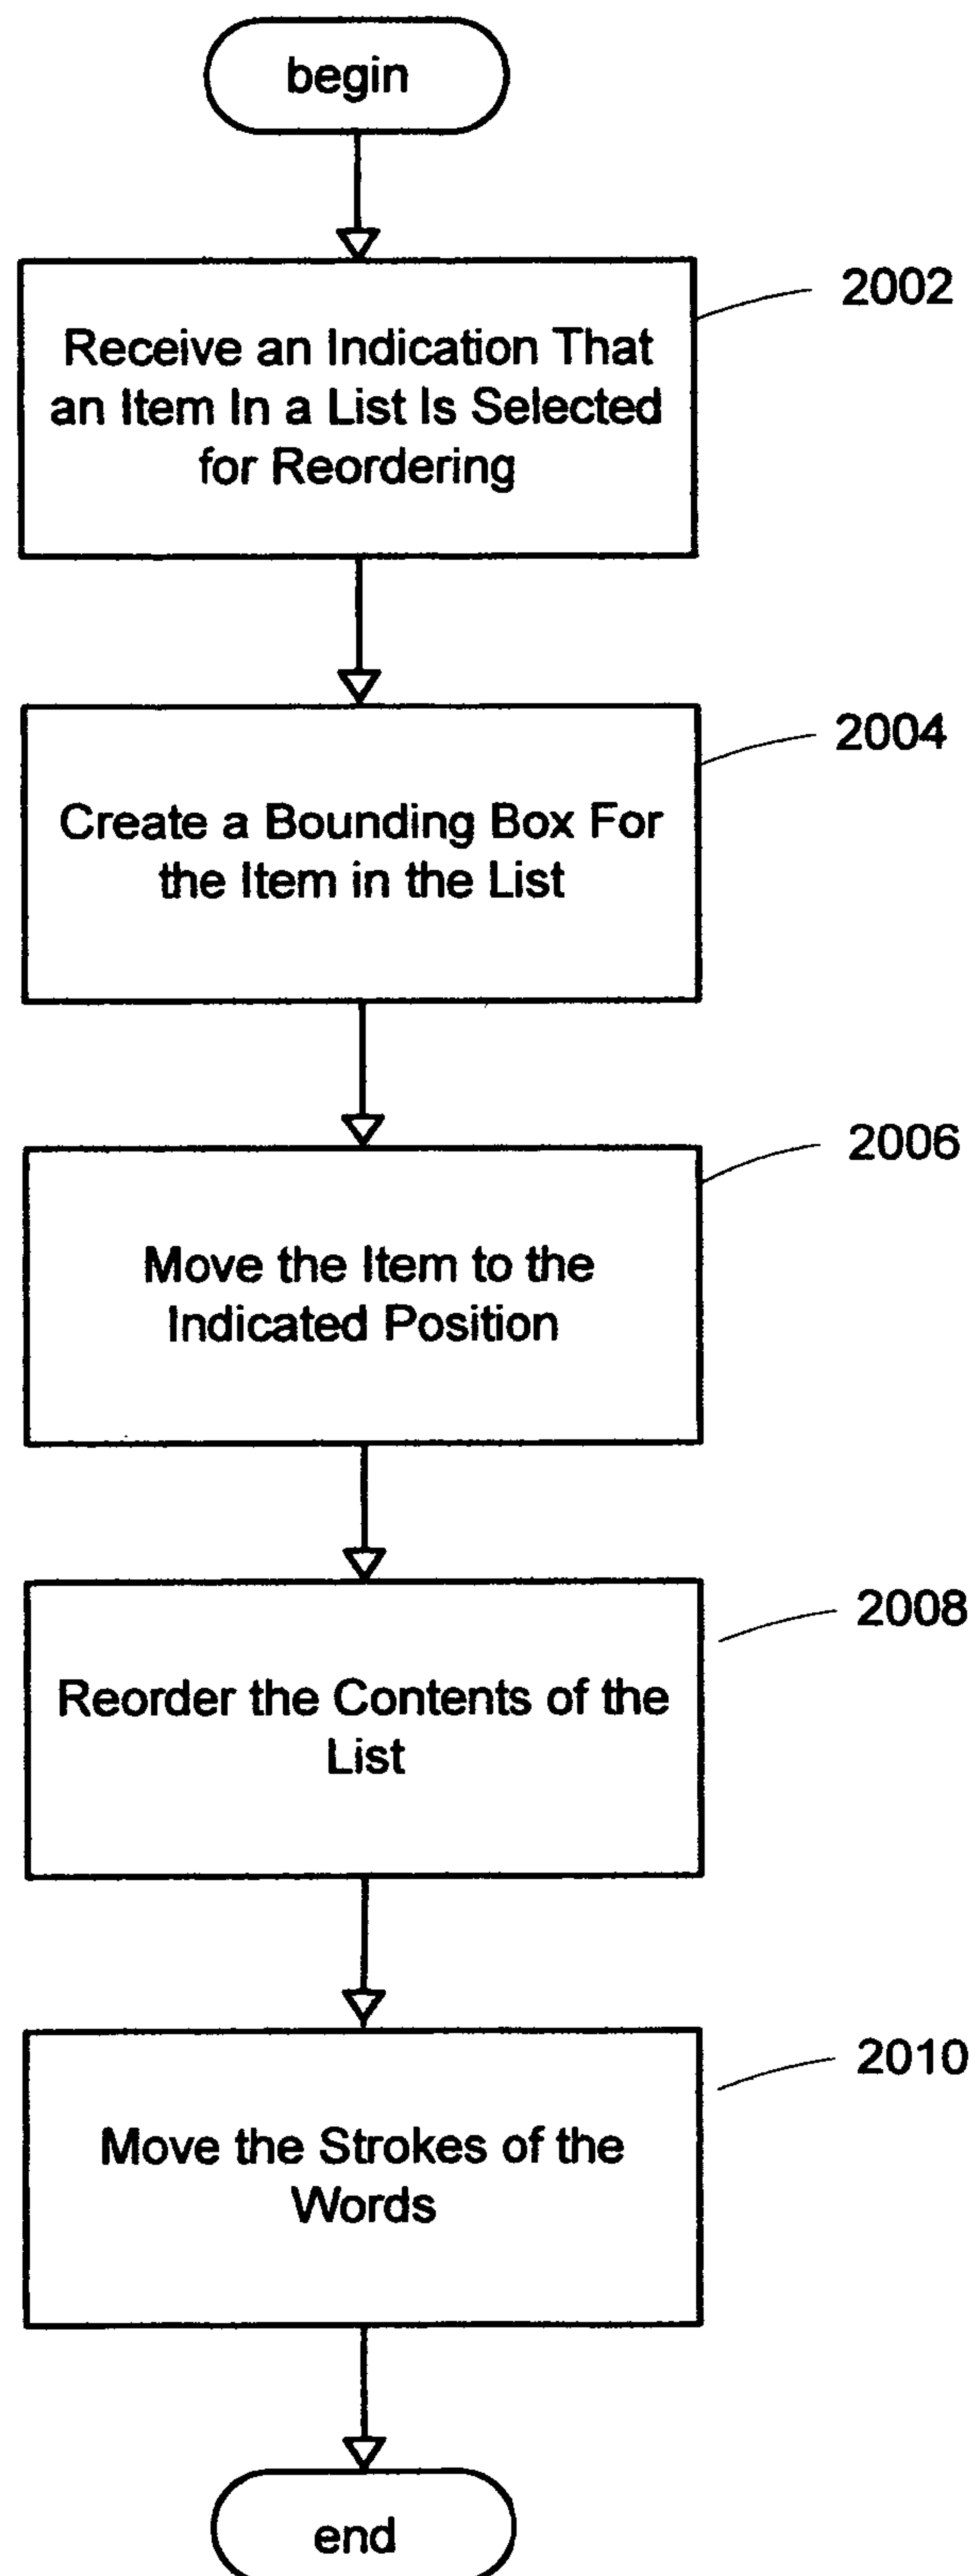 begin
2002
Receive an Indication That
an Item In a List Is Selected
for Reordering
2004
Create a Bounding Box For
the Item in the List
2006
Move the Item to the
Indicated Position
2008
Reorder the Contents of the
List
2010
Move the Strokes of the
Words
end